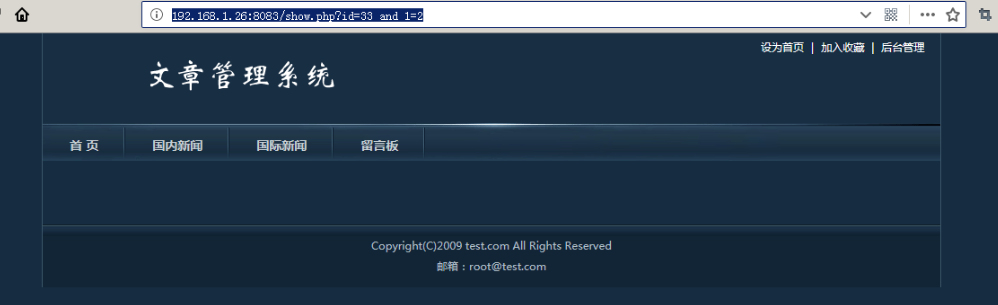 192.168.1.26:8083/show.php?id=33 and 1=2
设为首页 | 加入收藏 | 后台管理
文章管理系统
首 页 国内新闻 国际新闻 留言板
Copyright(C)2009 test.com All Rights Reserved
邮箱：root@test.com